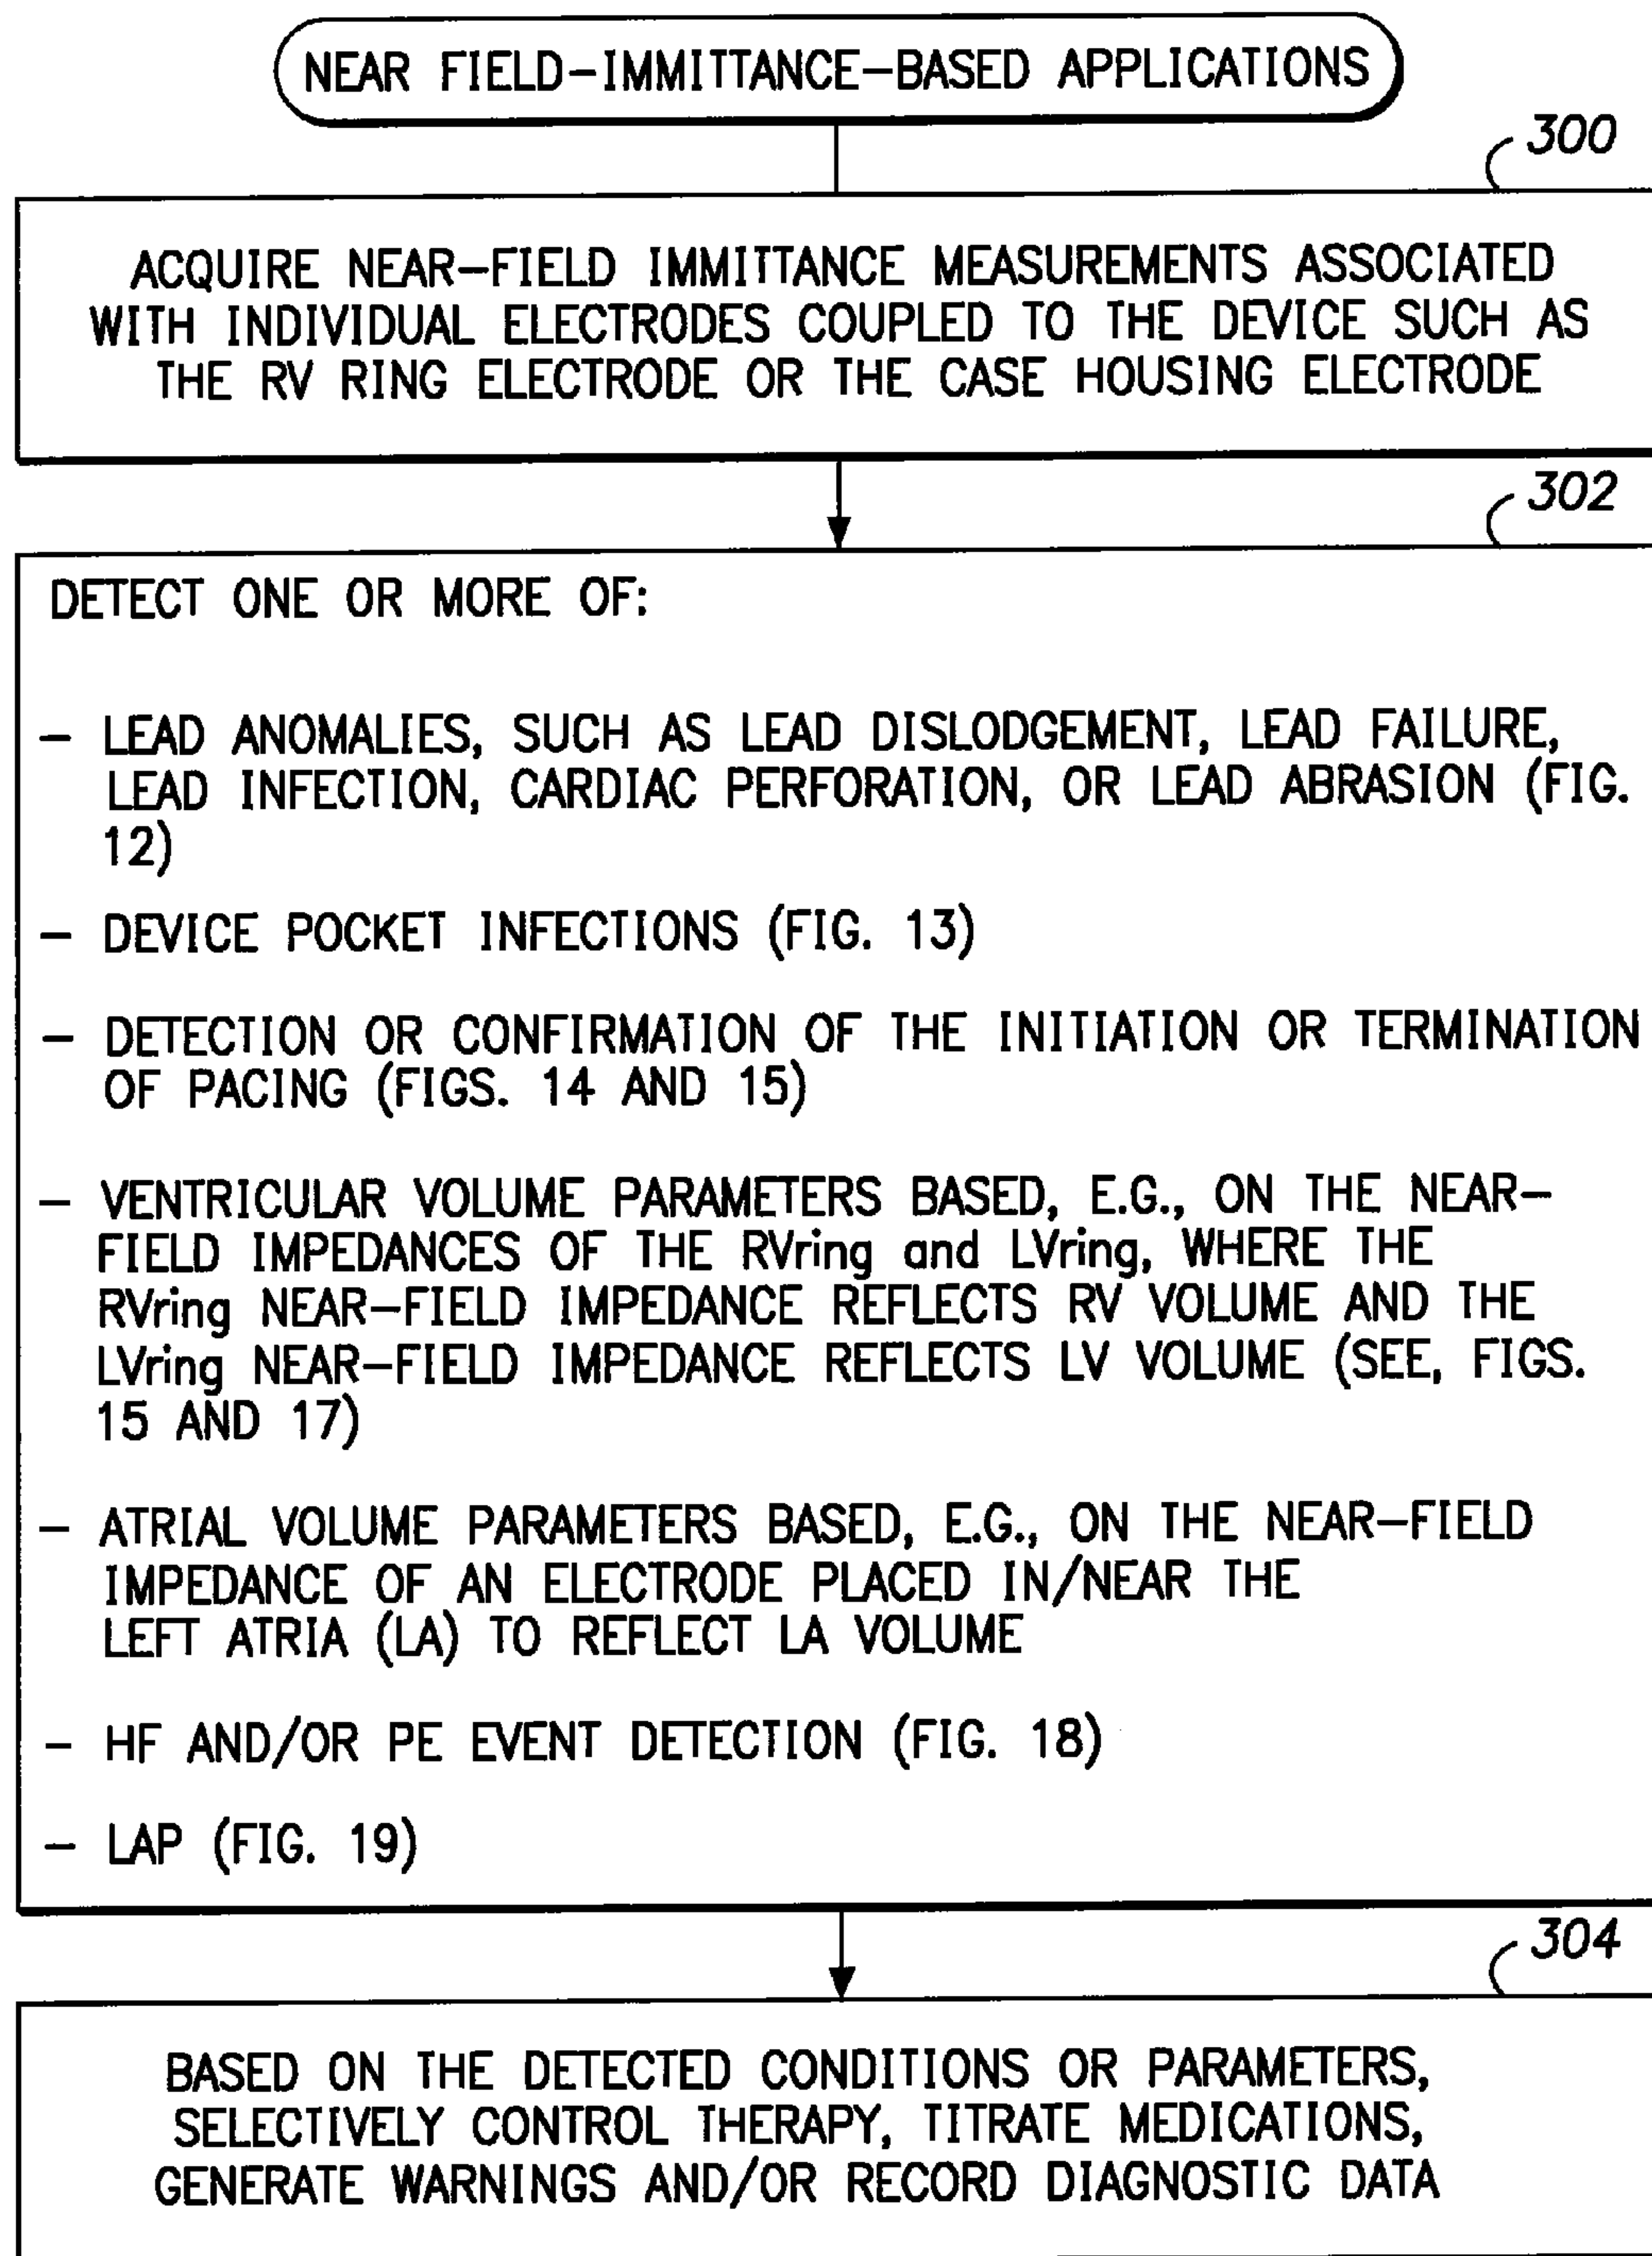 NEAR FIELD-IMMITTANCE-BASED APPLICATIONS
300
ACQUIRE NEAR-FIELD IMMITTANCE MEASUREMENTS ASSOCIATED
WITH INDIVIDUAL ELECTRODES COUPLED TO THE DEVICE SUCH AS
THE RV RING ELECTRODE OR THE CASE HOUSING ELECTRODE
302
DETECT ONE OR MORE OF:
- LEAD ANOMALIES, SUCH AS LEAD DISLODGEMENT, LEAD FAILURE,
LEAD INFECTION, CARDIAC PERFORATION, OR LEAD ABRASION (FIG.
12)
- DEVICE POCKET INFECTIONS (FIG. 13)
- DETECTION OR CONFIRMATION OF THE INITIATION OR TERMINATION
OF PACING (FIGS. 14 AND 15)
- VENTRICULAR VOLUME PARAMETERS BASED, E.G., ON THE NEAR-
FIELD IMPEDANCES OF THE RVring and LVring, WHERE THE
RVring NEAR-FIELD IMPEDANCE REFLECTS RV VOLUME AND THE
LVring NEAR-FIELD IMPEDANCE REFLECTS LV VOLUME (SEE, FIGS.
15 AND 17)
- ATRIAL VOLUME PARAMETERS BASED, E.G., ON THE NEAR-FIELD
IMPEDANCE OF AN ELECTRODE PLACED IN/NEAR THE
LEFT ATRIA (LA) TO REFLECT LA VOLUME
- HF AND/OR PE EVENT DETECTION (FIG. 18)
- LAP (FIG. 19)
304
BASED ON THE DETECTED CONDITIONS OR PARAMETERS,
SELECTIVELY CONTROL THERAPY, TITRATE MEDICATIONS,
GENERATE WARNINGS AND/OR RECORD DIAGNOSTIC DATA